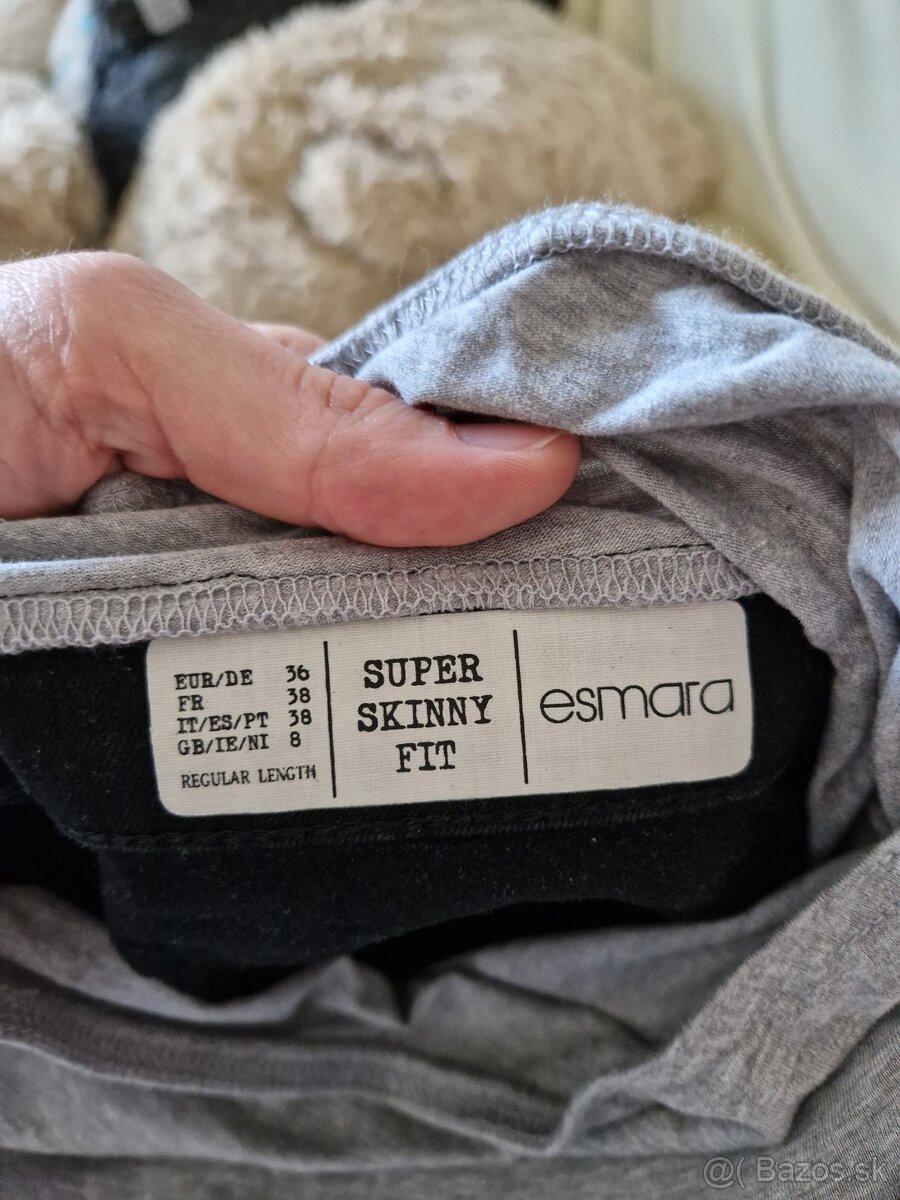 EUR/DE 36
FR 38
IT/ES/PT 38
GB/IE/NI 8
REGULAR LENGTH
SUPER
SKINNY
FIT
esmara
@( Bazos.sk